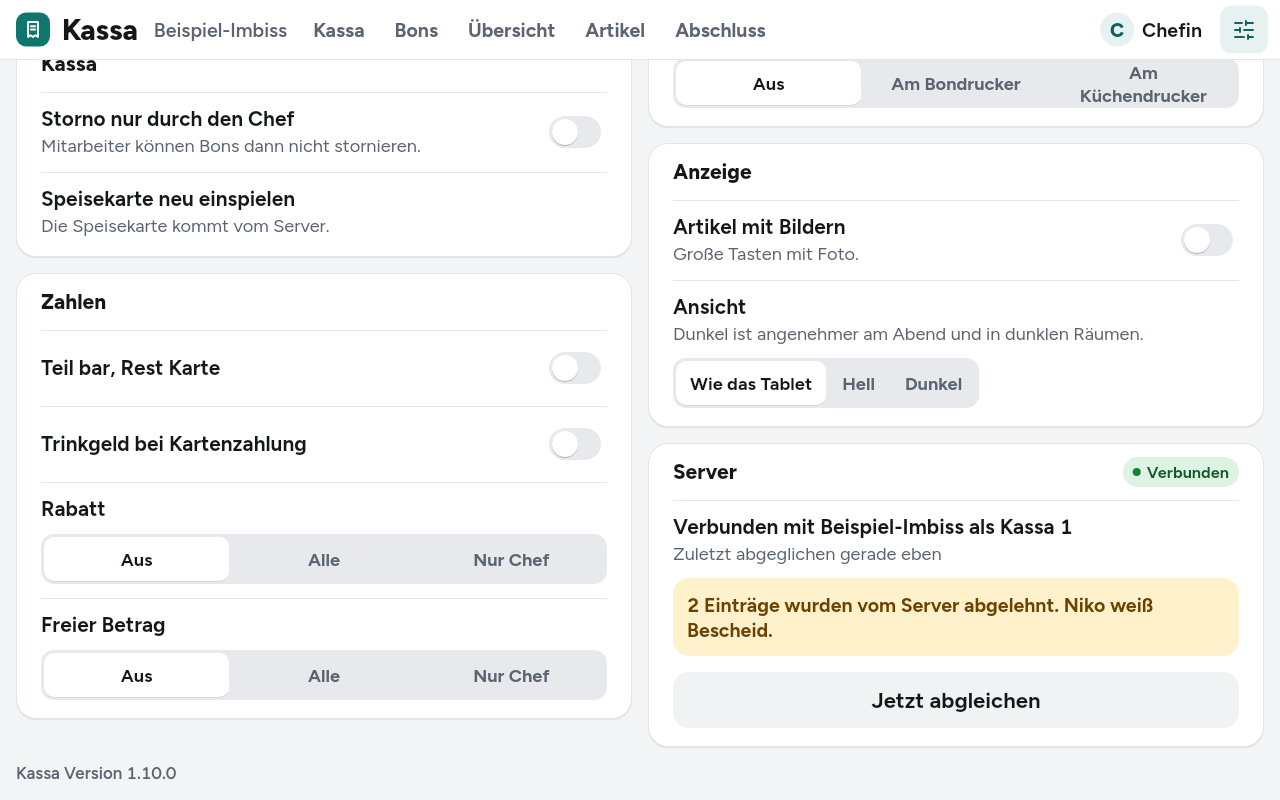 Kassa
Beispiel-Imbiss
Kassa
Bons
Übersicht
Artikel
Abschluss
C
Chefin
Kassa
Storno nur durch den Chef
Mitarbeiter können Bons dann nicht stornieren.
Speisekarte neu einspielen
Die Speisekarte kommt vom Server.
Zahlen
Teil bar, Rest Karte
Trinkgeld bei Kartenzahlung
Rabatt
Aus
Alle
Nur Chef
Freier Betrag
Aus
Alle
Nur Chef
Aus
Am Bondrucker
Am
Küchendrucker
Anzeige
Artikel mit Bildern
Große Tasten mit Foto.
Ansicht
Dunkel ist angenehmer am Abend und in dunklen Räumen.
Wie das Tablet
Hell
Dunkel
Server
Verbunden
Verbunden mit Beispiel-Imbiss als Kassa 1
Zuletzt abgeglichen gerade eben
2 Einträge wurden vom Server abgelehnt. Niko weiß
Bescheid.
Jetzt abgleichen
Kassa Version 1.10.0